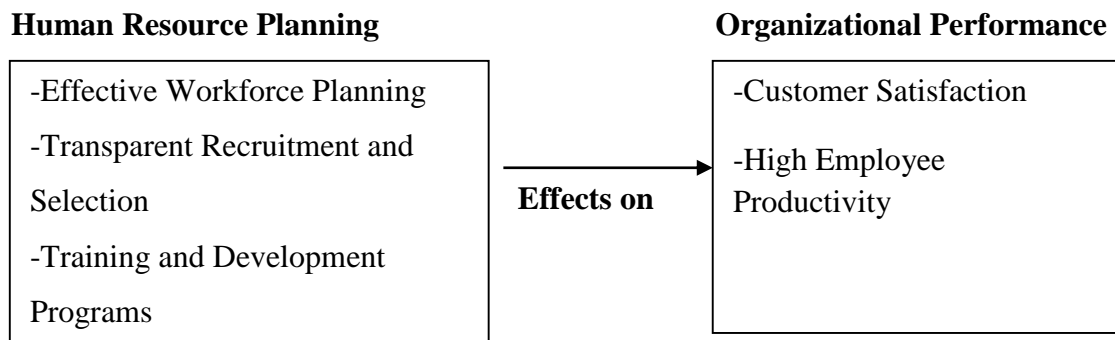 Human Resource Planning
-Effective Workforce Planning
-Transparent Recruitment and
Selection
-Training and Development
Programs
Effects on
Organizational Performance
-Customer Satisfaction
-High Employee
Productivity